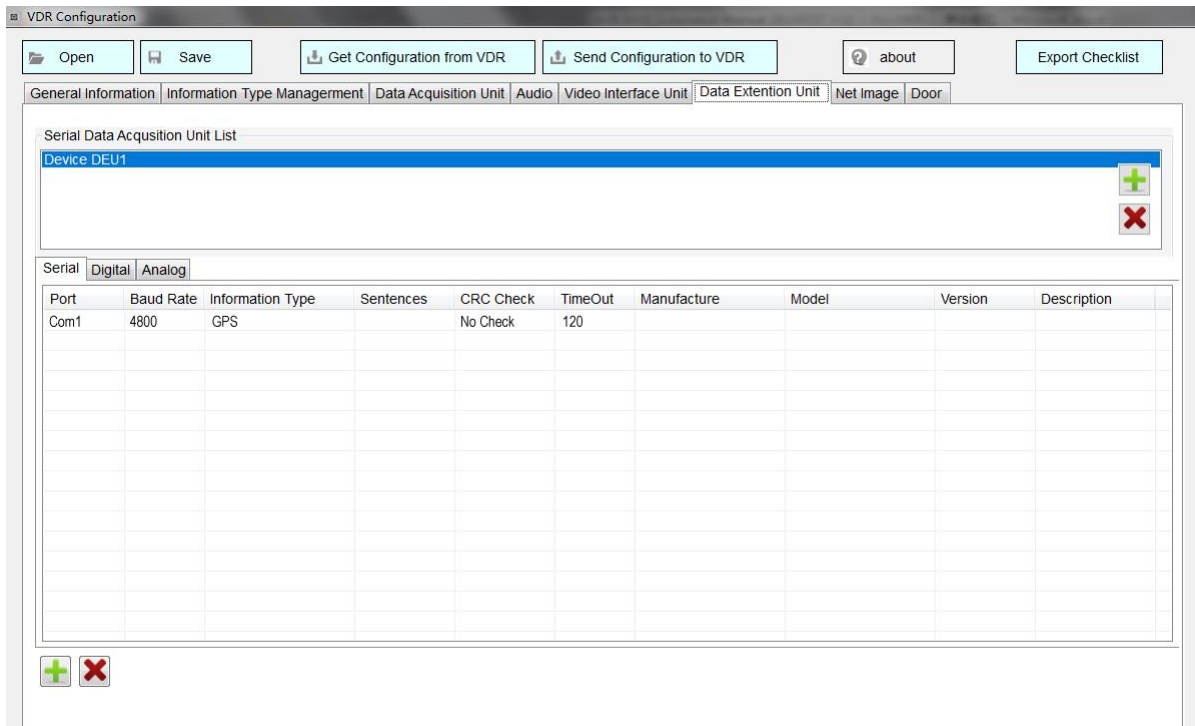 VDR Configuration
Open Save Get Configuration from VDR Send Configuration to VDR about Export Checklist
General Information Information Type Managerment Data Acquisition Unit Audio Video Interface Unit Data Extention Unit Net Image Door
Serial Data Acqusition Unit List
Device DEU1
Serial Digital Analog
Port Baud Rate Information Type Sentences CRC Check TimeOut Manufacture Model Version Description
Com1 4800 GPS No Check 120